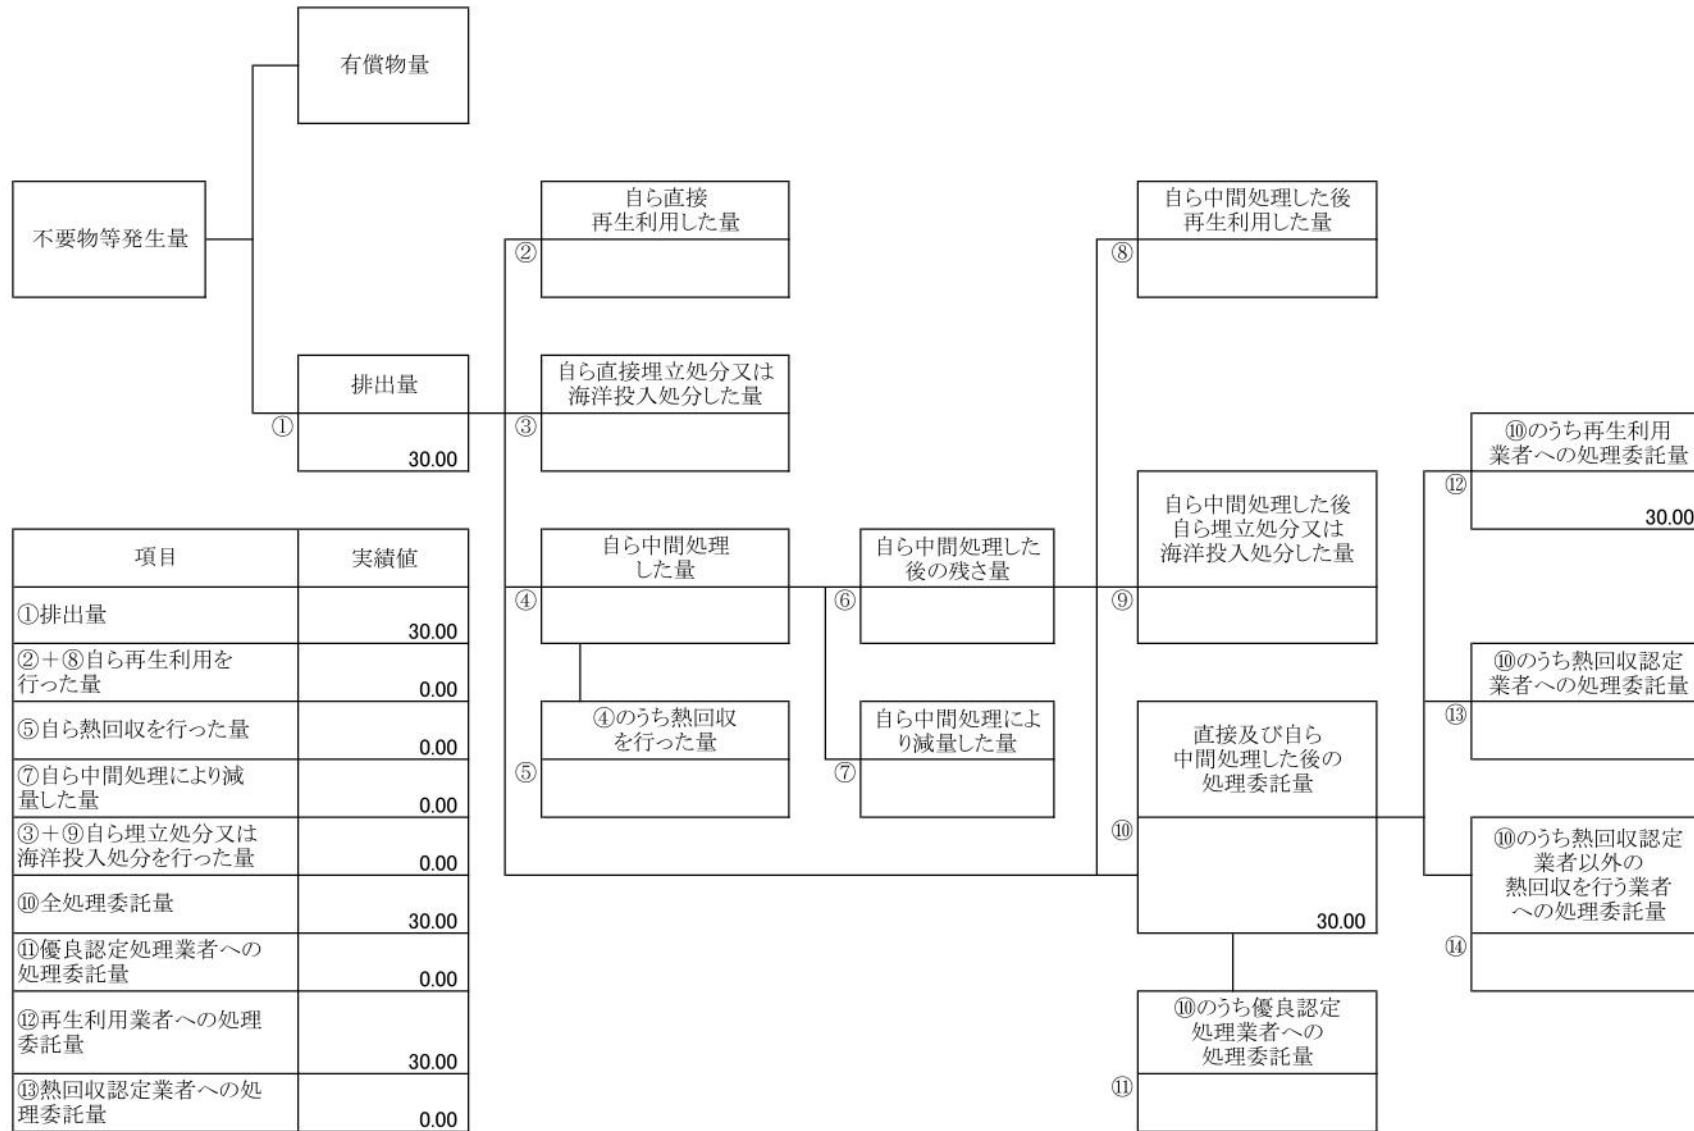 有償物量
不要物等発生量
自ら直接
再生利用した量
②
自ら中間処理した後
再生利用した量
⑧
排出量
①
30.00
自ら直接埋立処分又は
海洋投入処分した量
③
⑩のうち再生利用
業者への処理委託量
⑫
30.00
自ら中間処理
した量
④
自ら中間処理した
後の残さ量
⑥
自ら中間処理した後
自ら埋立処分又は
海洋投入処分した量
⑨
⑩のうち熱回収認定
業者への処理委託量
⑬
④のうち熱回収
を行った量
⑤
自ら中間処理によ
り減量した量
⑦
直接及び自ら
中間処理した後の
処理委託量
⑩
30.00
⑩のうち熱回収認定
業者以外の
熱回収を行う業者
への処理委託量
⑭
⑩のうち優良認定
処理業者への
処理委託量
⑪
項目 実績値
①排出量 30.00
②＋⑧自ら再生利用を
行った量 0.00
⑤自ら熱回収を行った量 0.00
⑦自ら中間処理により減
量した量 0.00
③＋⑨自ら埋立処分又は
海洋投入処分を行った量 0.00
⑩全処理委託量 30.00
⑪優良認定処理業者への
処理委託量 0.00
⑫再生利用業者への処理
委託量 30.00
⑬熱回収認定業者への処
理委託量 0.00